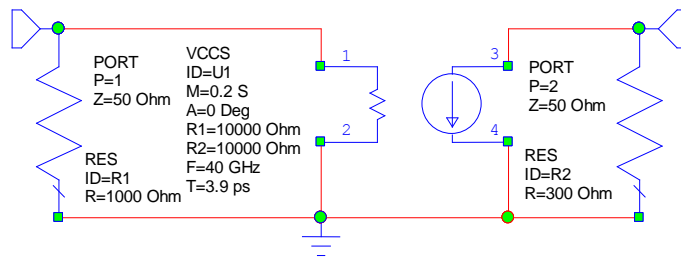 PORT
P=1
Z=50 Ohm
RES
ID=R1
R=1000 Ohm
VCCS
ID=U1
M=0.2 S
A=0 Deg
R1=10000 Ohm
R2=10000 Ohm
F=40 GHz
T=3.9 ps
1
2
3
4
PORT
P=2
Z=50 Ohm
RES
ID=R2
R=300 Ohm